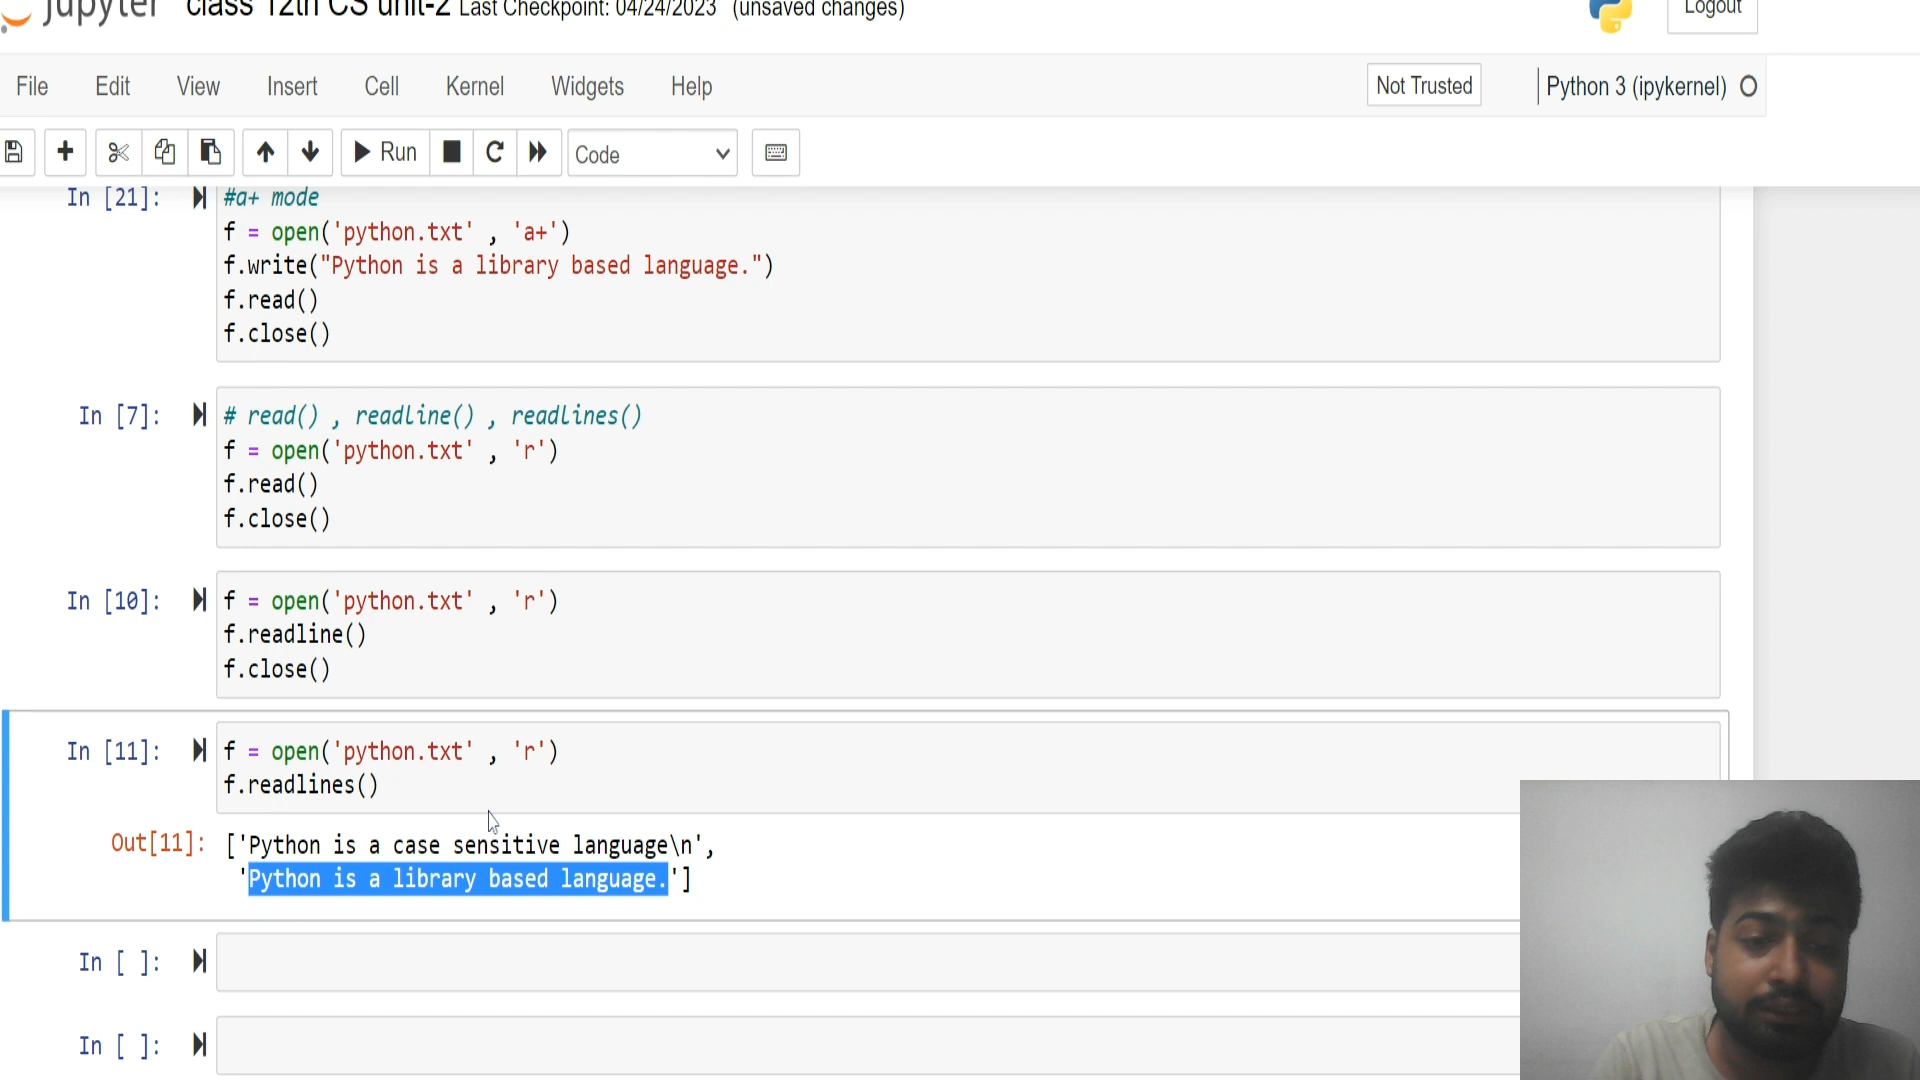 jupyter class 12th CS unit-2 Last Checkpoint: 04/24/2023 (unsaved changes)
Logout
File Edit View Insert Cell Kernel Widgets Help
Not Trusted
Python 3 (ipykernel)
Run
Code
In [21]:
#a+ mode
f = open('python.txt' , 'a+')
f.write("Python is a library based language.")
f.read()
f.close()
In [7]:
# read() , readline() , readlines()
f = open('python.txt' , 'r')
f.read()
f.close()
In [10]:
f = open('python.txt' , 'r')
f.readline()
f.close()
In [11]:
f = open('python.txt' , 'r')
f.readlines()
Out[11]:
['Python is a case sensitive language\n',
'Python is a library based language.']
In [ ]:
In [ ]: